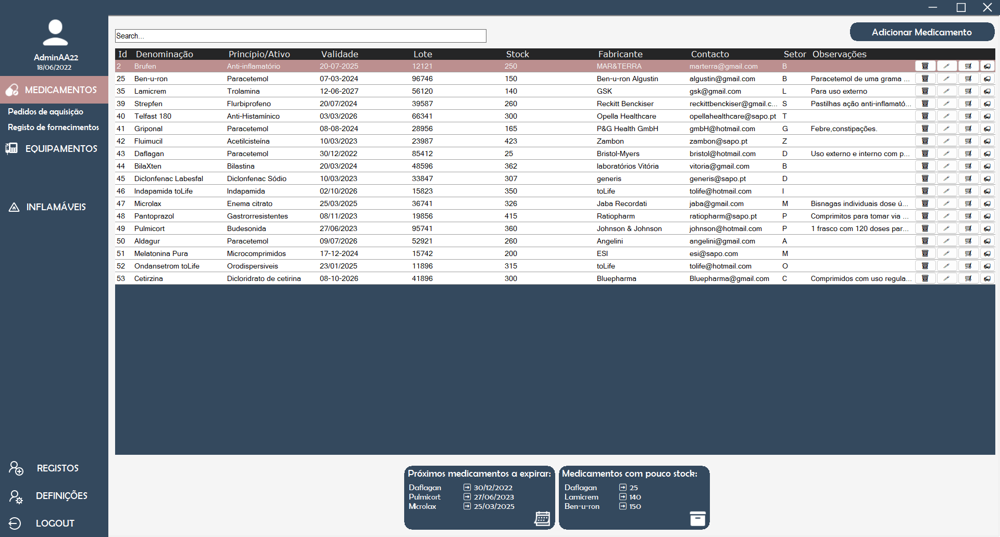 AdminAA22
18/06/2022
MEDICAMENTOS
Pedidos de aquisição
Registo de fornecimentos
EQUIPAMENTOS
INFLAMÁVEIS
REGISTOS
DEFINIÇÕES
LOGOUT
Search...
Adicionar Medicamento
Id Denominação Princípio/Ativo Validade Lote Stock Fabricante Contacto Setor Observações
2 Brufen Anti-inflamatório 20-07-2025 12121 250 MAR&TERRA marterra@gmail.com B
25 Ben-u-ron Paracetemol 07-03-2024 96746 150 Ben-u-ron Algustin algustin@gmail.com B Paracetemol de uma grama ...
35 Lamicrem Trolamina 12-06-2027 56120 140 GSK gsk@gmail.com L Para uso externo
39 Strepfen Flurbiprofeno 20/07/2024 39587 260 Reckitt Benckiser reckittbenckiser@gmail.c... S Pastilhas ação anti-inflamató...
40 Telfast 180 Anti-Histamínico 03/03/2026 66341 300 Opella Healthcare opellahealthcare@sapo.pt T
41 Griponal Paracetemol 08-08-2024 28956 165 P&G Health GmbH gmbH@hotmail.com G Febre,constipações.
42 Fluimucil Acetilcisteína 10/03/2023 23987 423 Zambon zambon@sapo.pt Z
43 Daflagan Paracetemol 30/12/2022 85412 25 Bristol-Myers bristol@hotmail.com D Uso externo e interno com p...
44 BilaXten Bilastina 20/03/2024 48596 362 laboratórios Vitória vitoria@gmail.com B
45 Diclonfenac Labesfal Diclonfenac Sódio 10/03/2023 33847 307 generis generis@sapo.pt D
46 Indapamida toLife Indapamida 02/10/2026 15823 350 toLife tolife@hotmail.com I
47 Microlax Enema citrato 25/03/2025 36741 326 Jaba Recordati jaba@gmail.com M Bisnagas individuais dose ú...
48 Pantoprazol Gastrorresistentes 08/11/2023 19856 415 Ratiopharm ratiopharm@sapo.pt P Comprimitos para tomar via ...
49 Pulmicort Budesonida 27/06/2023 95741 360 Johnson & Johnson johnson@hotmail.com P 1 frasco com 120 doses par...
50 Aldagur Paracetemol 09/07/2026 52921 260 Angelini angelini@gmail.com A
51 Melatonina Pura Microcomprimidos 17-12-2024 15742 200 ESI esi@sapo.com M
52 Ondansetrom toLife Orodispersiveis 23/01/2025 11896 315 toLife tolife@hotmail.com O
53 Cetirzina Dicloridrato de cetirina 08-10-2026 41896 300 Bluepharma Bluepharma@gmail.com C Comprimidos com uso regula...
Próximos medicamentos a expirar:
Daflagan 30/12/2022
Pulmicort 27/06/2023
Microlax 25/03/2025
Medicamentos com pouco stock:
Daflagan 25
Lamicrem 140
Ben-u-ron 150